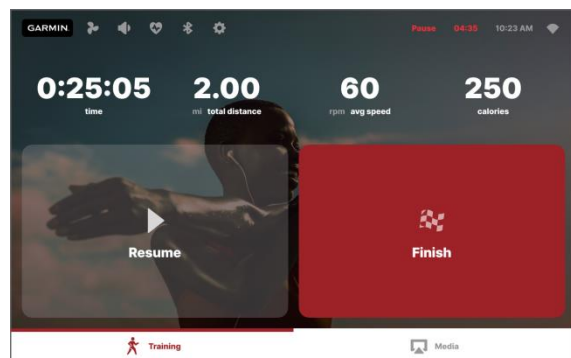 GARMIN Pause 04:35 10:23 AM
0:25:05 2.00 60 250
time mi total distance rpm avg speed calories
Resume Finish
Training Media